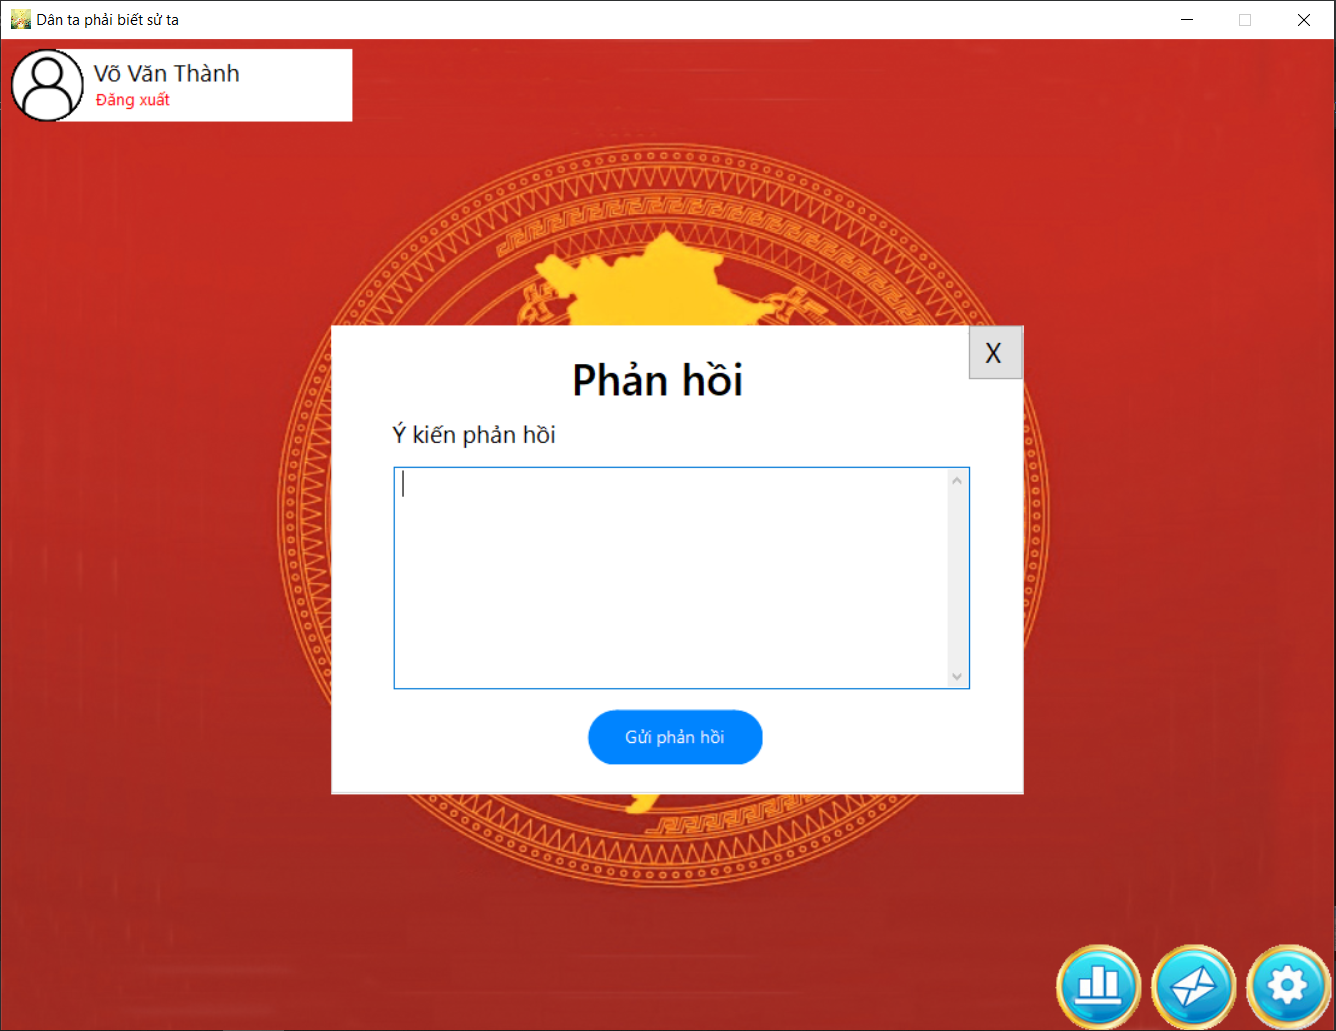 Dân ta phải biết sử ta
Võ Văn Thành
Đăng xuất
X
Phản hồi
Ý kiến phản hồi
Gửi phản hồi